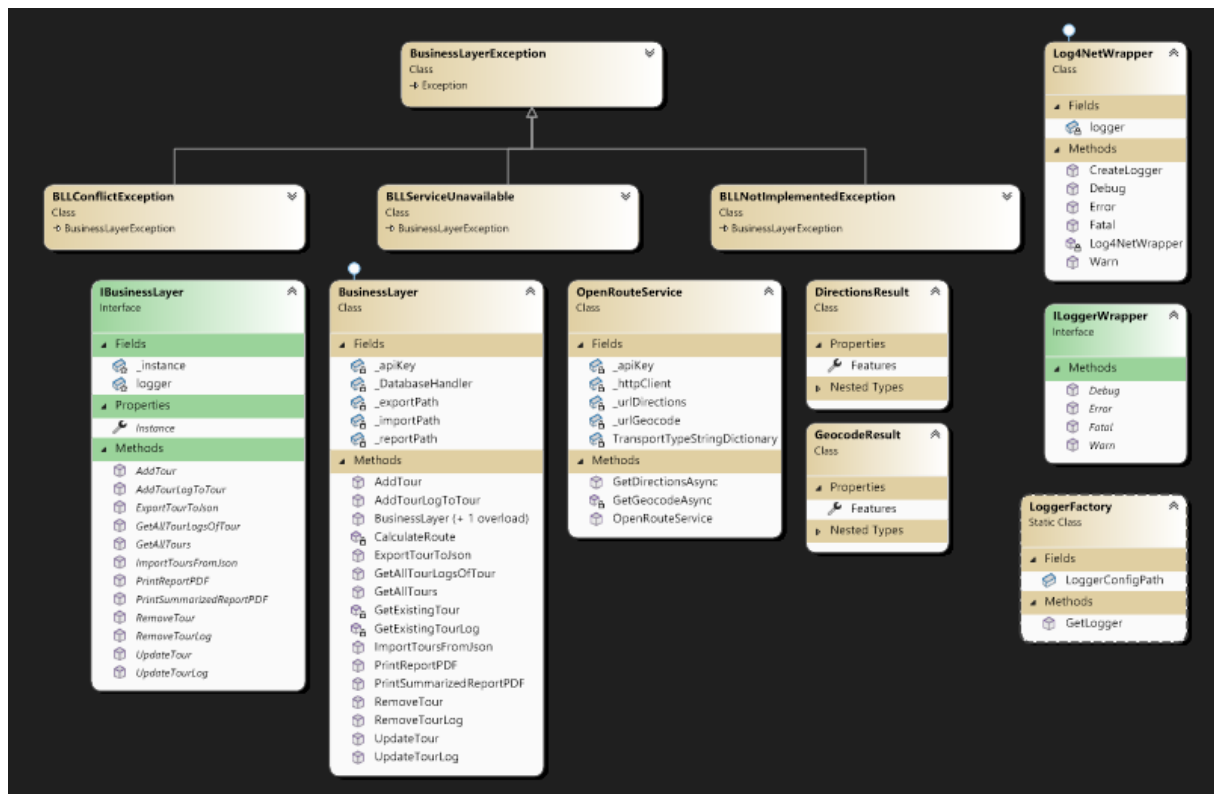 BusinessLayerException
Class
Exception
BLLConflictException
Class
BusinessLayerException
BLLServiceUnavailable
Class
BusinessLayerException
BLLNotImplementedException
Class
BusinessLayerException
Log4NetWrapper
Class
Fields
logger
Methods
CreateLogger
Debug
Error
Fatal
Log4NetWrapper
Warn
IBusinessLayer
Interface
Fields
_instance
logger
Properties
Instance
Methods
AddTour
AddTourLogToTour
ExportTourToJson
GetAllTourLogsOfTour
GetAllTours
ImportToursFromJson
PrintReportPDF
PrintSummarizedReportPDF
RemoveTour
RemoveTourLog
UpdateTour
UpdateTourLog
BusinessLayer
Class
Fields
_apiKey
_DatabaseHandler
_exportPath
_importPath
_reportPath
Methods
AddTour
AddTourLogToTour
BusinessLayer (+ 1 overload)
CalculateRoute
ExportTourToJson
GetAllTourLogsOfTour
GetAllTours
GetExistingTour
GetExistingTourLog
ImportToursFromJson
PrintReportPDF
PrintSummarizedReportPDF
RemoveTour
RemoveTourLog
UpdateTour
UpdateTourLog
OpenRouteService
Class
Fields
_apiKey
_httpClient
_urlDirections
_urlGeocode
TransportTypeStringDictionary
Methods
GetDirectionsAsync
GetGeocodeAsync
OpenRouteService
DirectionsResult
Class
Properties
Features
Nested Types
GeocodeResult
Class
Properties
Features
Nested Types
ILoggerWrapper
Interface
Methods
Debug
Error
Fatal
Warn
LoggerFactory
Static Class
Fields
LoggerConfigPath
Methods
GetLogger